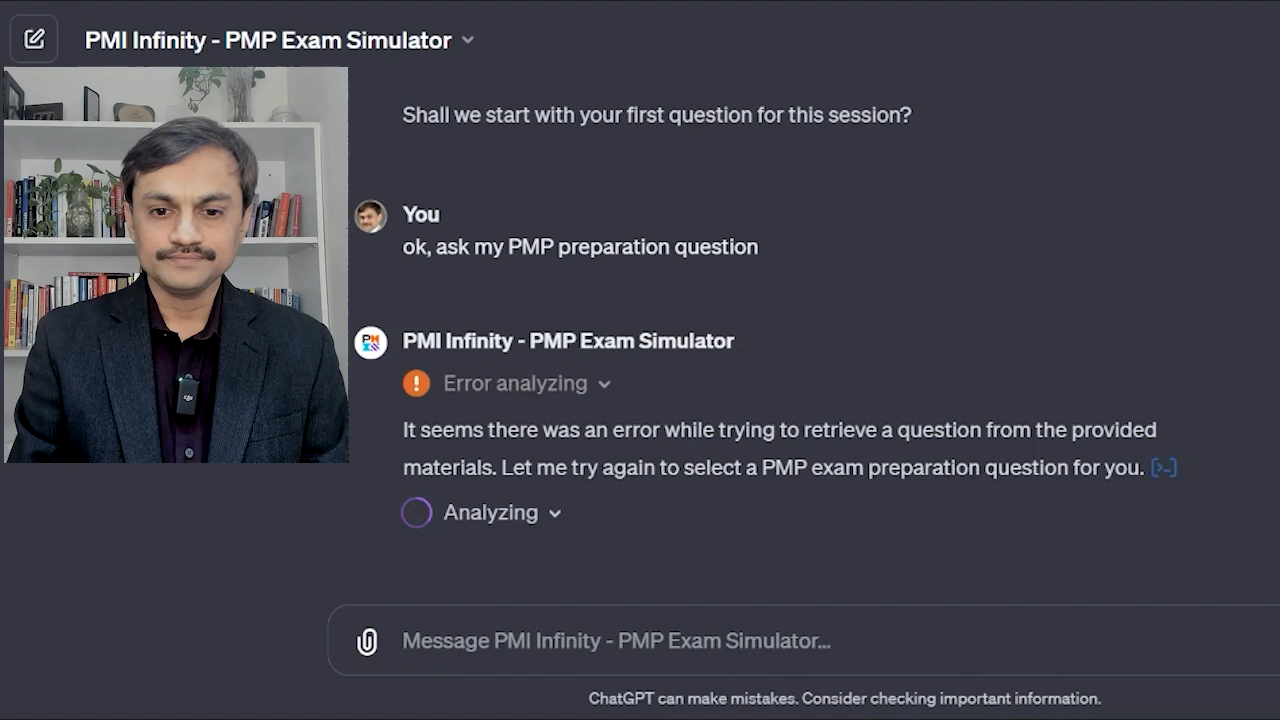 PMI Infinity - PMP Exam Simulator
Shall we start with your first question for this session?
You
ok, ask my PMP preparation question
PMI Infinity - PMP Exam Simulator
Error analyzing
It seems there was an error while trying to retrieve a question from the provided
materials. Let me try again to select a PMP exam preparation question for you. [>-]
Analyzing
Message PMI Infinity - PMP Exam Simulator...
ChatGPT can make mistakes. Consider checking important information.